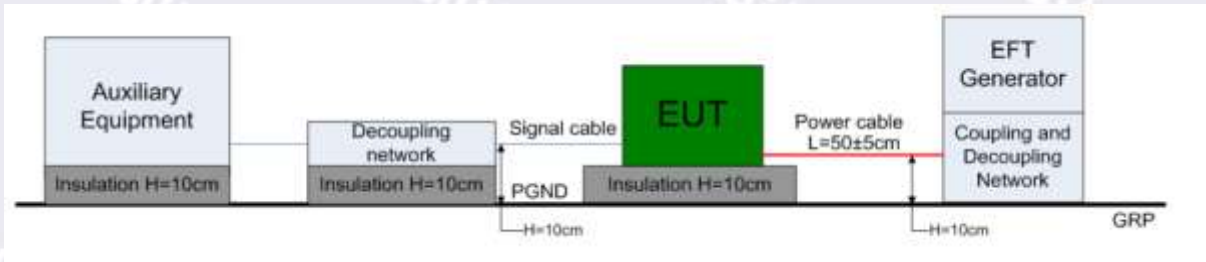 Auxiliary
Equipment
Insulation H=10cm
Decoupling
network
Insulation H=10cm
Signal cable
PGND
H=10cm
EUT
Insulation H=10cm
Power cable
L=50±5cm
H=10cm
EFT
Generator
Coupling and
Decoupling
Network
GRP